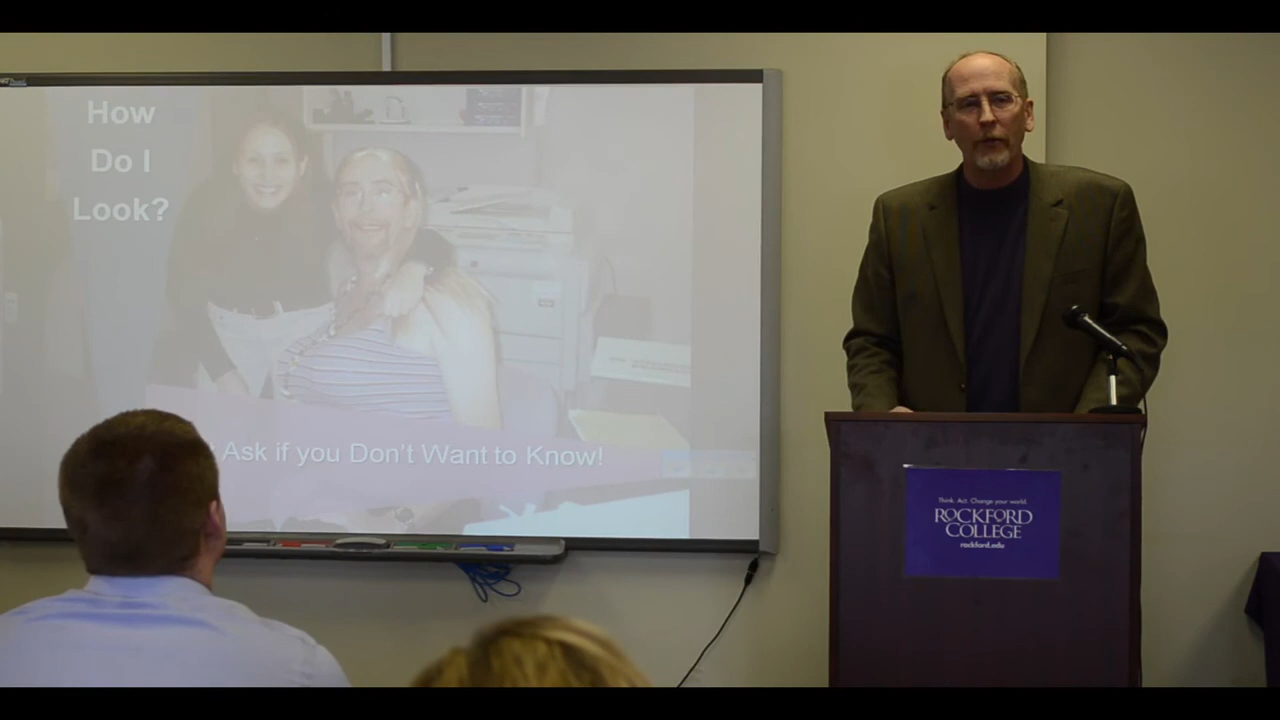 How
Do I
Look?
Ask if you Don't Want to Know!
Think. Act. Change your world.
ROCKFORD
COLLEGE
rockford.edu